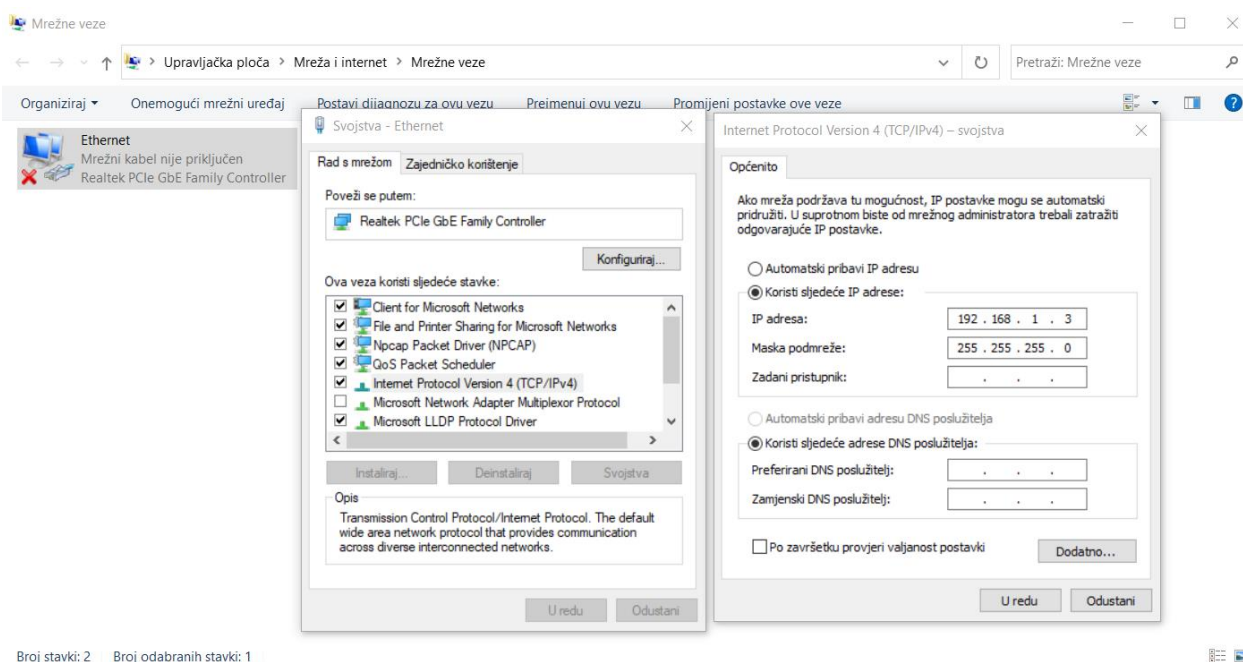 Mrežne veze
Upravljačka ploča > Mreža i internet > Mrežne veze
Pretraži: Mrežne veze
Organiziraj
Onemogući mrežni uređaj
Postavi dijagnozu za ovu vezu
Preimenuj ovu vezu
Promijeni postavke ove veze
Ethernet
Mrežni kabel nije priključen
Realtek PCIe GbE Family Controller
Svojstva - Ethernet
Rad s mrežom
Zajedničko korištenje
Poveži se putem:
Realtek PCIe GbE Family Controller
Konfiguriraj...
Ova veza koristi sljedeće stavke:
Client for Microsoft Networks
File and Printer Sharing for Microsoft Networks
Npcap Packet Driver (NPCAP)
QoS Packet Scheduler
Internet Protocol Version 4 (TCP/IPv4)
Microsoft Network Adapter Multiplexor Protocol
Microsoft LLDP Protocol Driver
Instaliraj...
Deinstaliraj
Svojstva
Opis
Transmission Control Protocol/Internet Protocol. The default
wide area network protocol that provides communication
across diverse interconnected networks.
U redu
Odustani
Internet Protocol Version 4 (TCP/IPv4) – svojstva
Općenito
Ako mreža podržava tu mogućnost, IP postavke mogu se automatski
pridružiti. U suprotnom biste od mrežnog administratora trebali zatražiti
odgovarajuće IP postavke.
Automatski pribavi IP adresu
Koristi sljedeće IP adrese:
IP adresa: 192 . 168 . 1 . 3
Maska podmreže: 255 . 255 . 255 . 0
Zadani pristupnik: . . .
Automatski pribavi adresu DNS poslužitelja
Koristi sljedeće adrese DNS poslužitelja:
Preferirani DNS poslužitelj: . . .
Zamjenski DNS poslužitelj: . . .
Po završetku provjeri valjanost postavki
Dodatno...
U redu
Odustani
Broj stavki: 2
Broj odabranih stavki: 1